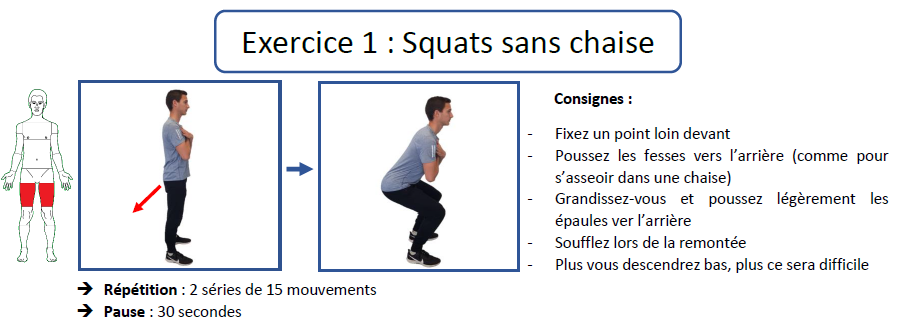 Exercice 1 : Squats sans chaise
Consignes :
- Fixez un point loin devant
- Poussez les fesses vers l’arrière (comme pour
s’asseoir dans une chaise)
- Grandissez-vous et poussez légèrement les
épaules ver l’arrière
- Soufflez lors de la remontée
- Plus vous descendrez bas, plus ce sera difficile
➔ Répétition : 2 séries de 15 mouvements
➔ Pause : 30 secondes